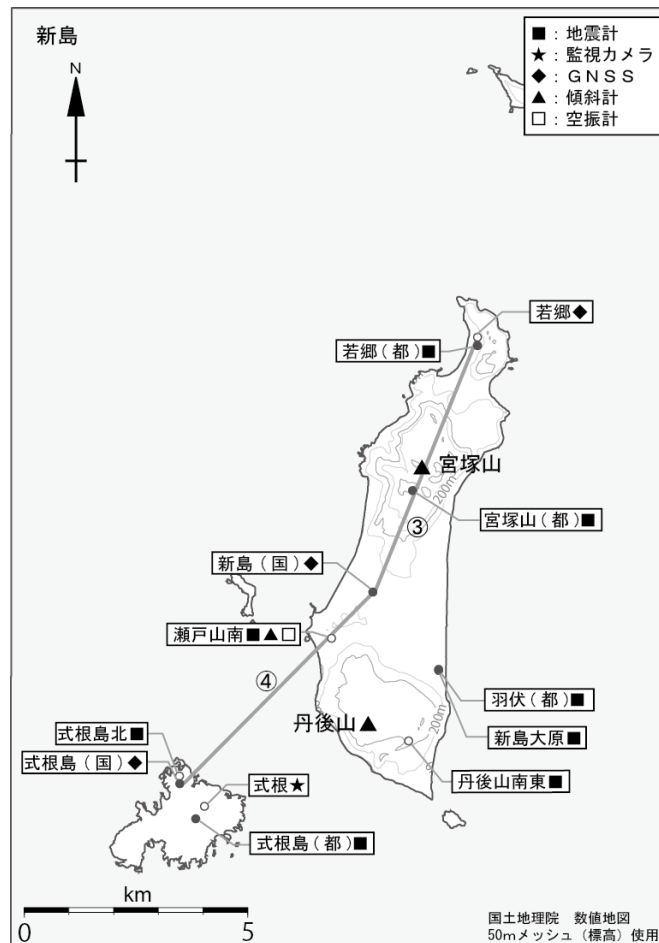 新島
■：地震計
★：監視カメラ
◆：GNSS
▲：傾斜計
□：空振計
N
若郷◆
若郷(都)■
宮塚山
200m
宮塚山(都)■
③
新島(国)◆
瀬戸山南■▲□
④
羽伏(都)■
丹後山
200m
新島大原■
式根島北■
式根島(国)◆
式根★
丹後山南東■
式根島(都)■
km
0 5
国土地理院 数値地図
50mメッシュ(標高)使用